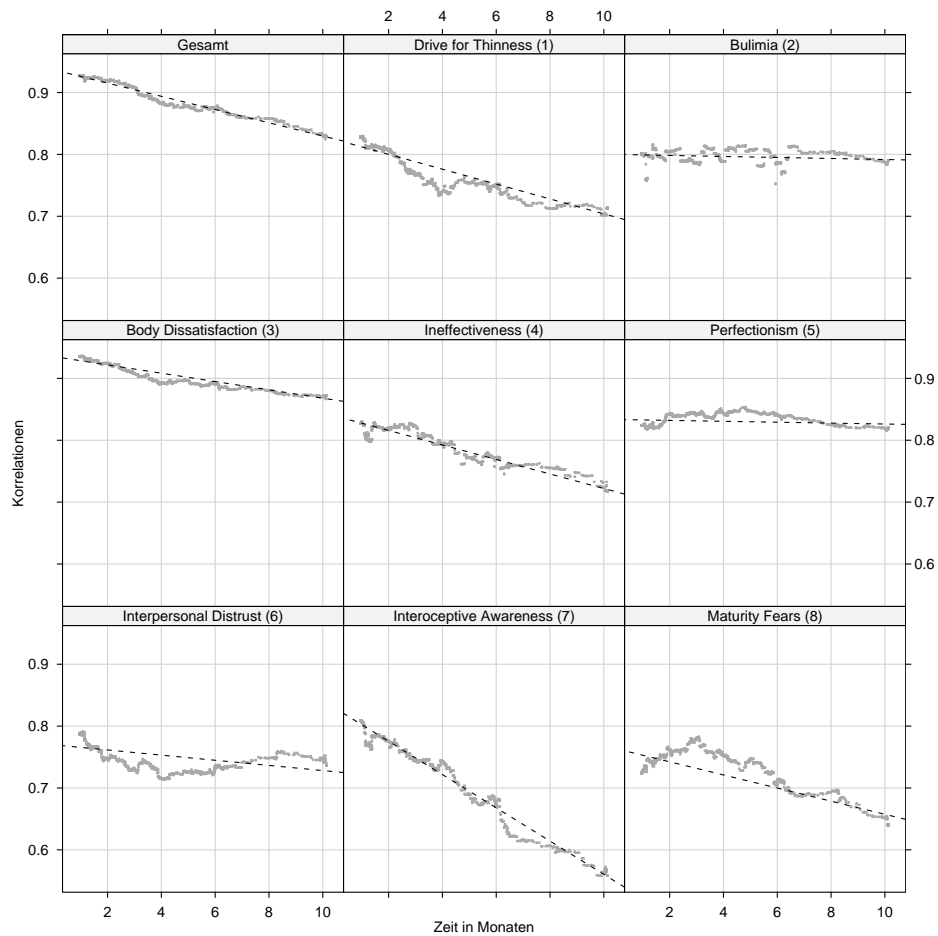 2 4 6 8 10
Gesamt
Drive for Thinness (1)
Bulimia (2)
0.9
0.8
0.7
0.6
Body Dissatisfaction (3)
Ineffectiveness (4)
Perfectionism (5)
0.9
0.8
0.7
0.6
Korrelationen
Interpersonal Distrust (6)
Interoceptive Awareness (7)
Maturity Fears (8)
0.9
0.8
0.7
0.6
2 4 6 8 10
2 4 6 8 10
Zeit in Monaten